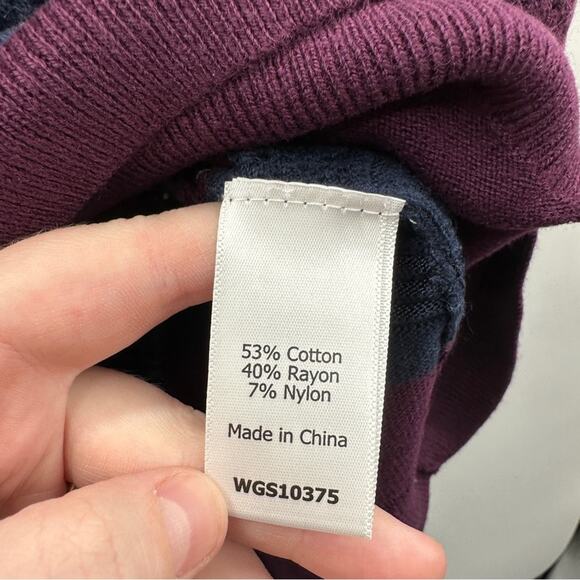 53% Cotton
40% Rayon
7% Nylon
Made in China
WGS10375